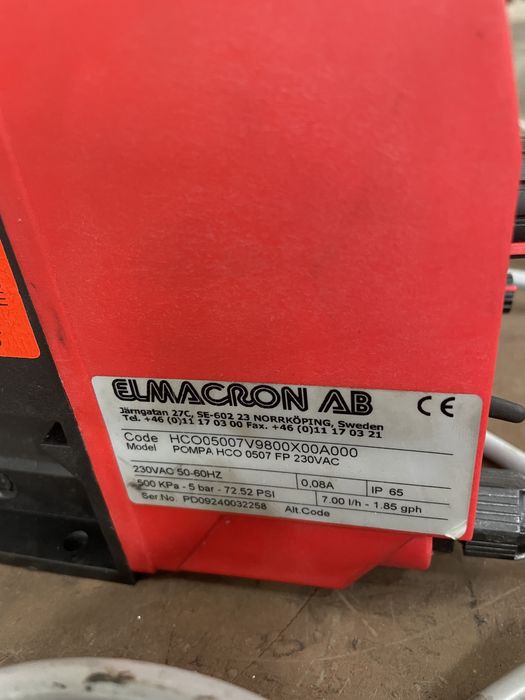 ELMACRON AB
CE
Järngatan 27C, SE-602 23 NORRKÖPING, Sweden
Tel. +46 (0)11 17 03 00 Fax. +46 (0)11 17 03 21
Code HCO05007V9800X00A000
Model POMPA HCO 0507 FP 230VAC
230VAC 50-60HZ 0.08A IP 65
500 KPa - 5 bar - 72.52 PSI 7.00 l/h - 1.85 gph
Ser.No. PD09240032258 Alt.Code